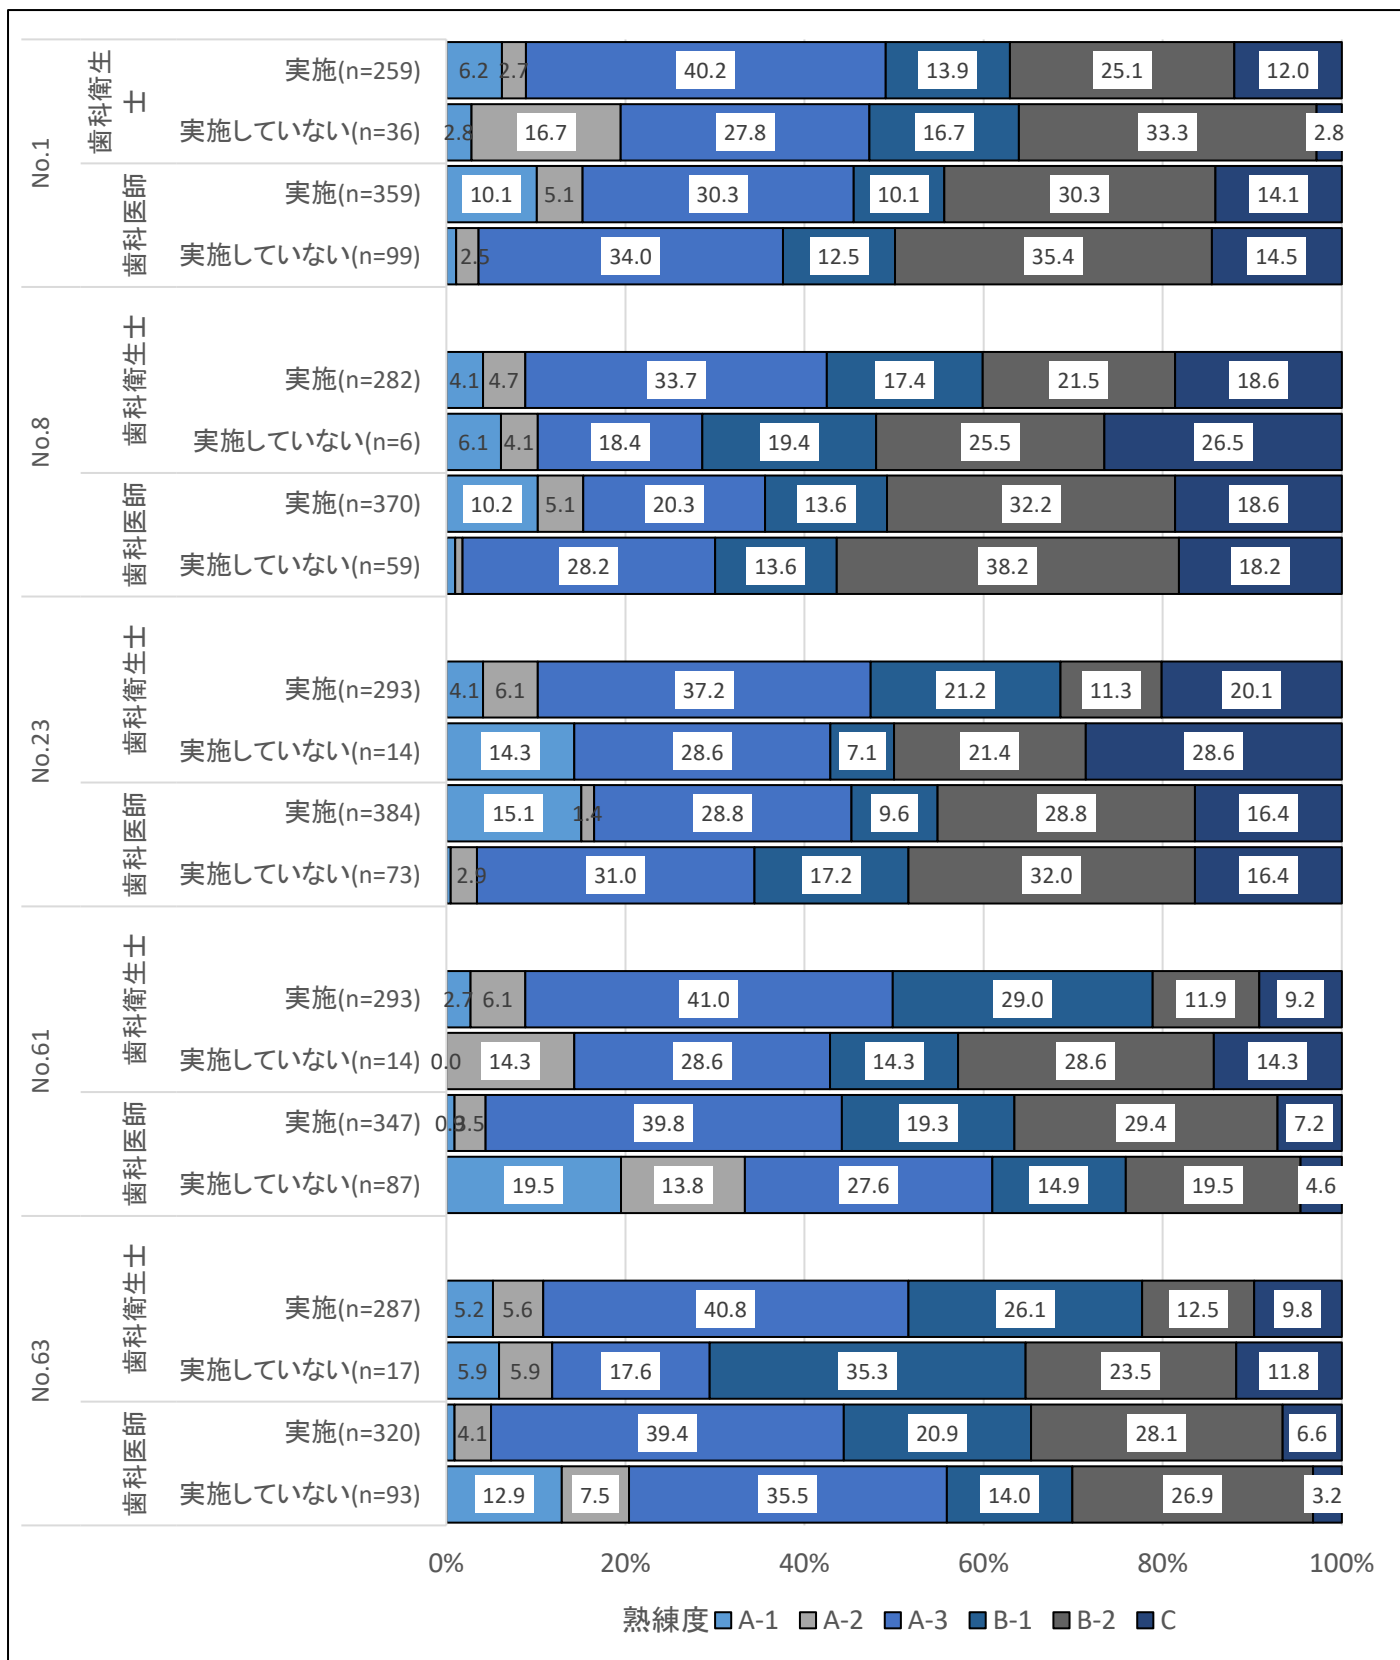 No.1
歯科衛生士
実施(n=259)
6.2 2.7 40.2 13.9 25.1 12.0
実施していない(n=36)
2.8 16.7 27.8 16.7 33.3 2.8
歯科医師
実施(n=359)
10.1 5.1 30.3 10.1 30.3 14.1
実施していない(n=99)
2.5 34.0 12.5 35.4 14.5
No.8
歯科衛生士
実施(n=282)
4.1 4.7 33.7 17.4 21.5 18.6
実施していない(n=6)
6.1 4.1 18.4 19.4 25.5 26.5
歯科医師
実施(n=370)
10.2 5.1 20.3 13.6 32.2 18.6
実施していない(n=59)
28.2 13.6 38.2 18.2
No.23
歯科衛生士
実施(n=293)
4.1 6.1 37.2 21.2 11.3 20.1
実施していない(n=14)
14.3 28.6 7.1 21.4 28.6
歯科医師
実施(n=384)
15.1 1.4 28.8 9.6 28.8 16.4
実施していない(n=73)
2.9 31.0 17.2 32.0 16.4
No.61
歯科衛生士
実施(n=293)
2.7 6.1 41.0 29.0 11.9 9.2
実施していない(n=14)
0.0 14.3 28.6 14.3 28.6 14.3
歯科医師
実施(n=347)
0.9 3.5 39.8 19.3 29.4 7.2
実施していない(n=87)
19.5 13.8 27.6 14.9 19.5 4.6
No.63
歯科衛生士
実施(n=287)
5.2 5.6 40.8 26.1 12.5 9.8
実施していない(n=17)
5.9 5.9 17.6 35.3 23.5 11.8
歯科医師
実施(n=320)
4.1 39.4 20.9 28.1 6.6
実施していない(n=93)
12.9 7.5 35.5 14.0 26.9 3.2
0% 20% 40% 60% 80% 100%
熟練度 A-1 A-2 A-3 B-1 B-2 C